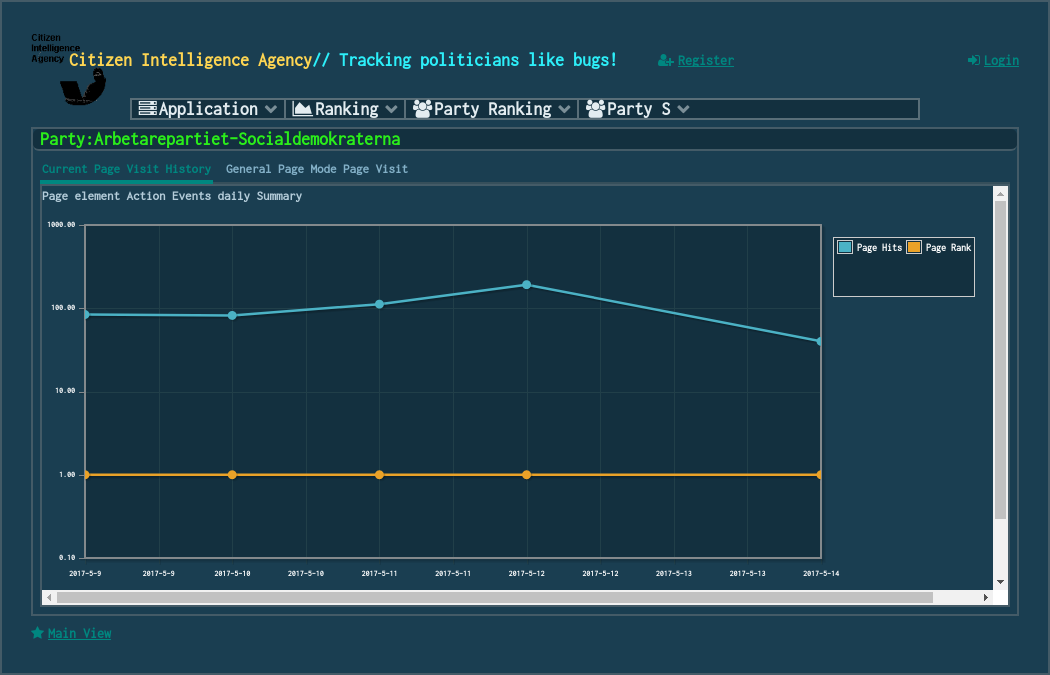 Citizen
Intelligence
Agency
Citizen Intelligence Agency// Tracking politicians like bugs!
Register
Login
Application
Ranking
Party Ranking
Party S
Party:Arbetarepartiet-Socialdemokraterna
Current Page Visit History
General Page Mode Page Visit
Page element Action Events daily Summary
1000.00
100.00
10.00
1.00
0.10
2017-5-9
2017-5-9
2017-5-10
2017-5-10
2017-5-11
2017-5-11
2017-5-12
2017-5-12
2017-5-13
2017-5-13
2017-5-14
Page Hits
Page Rank
Main View